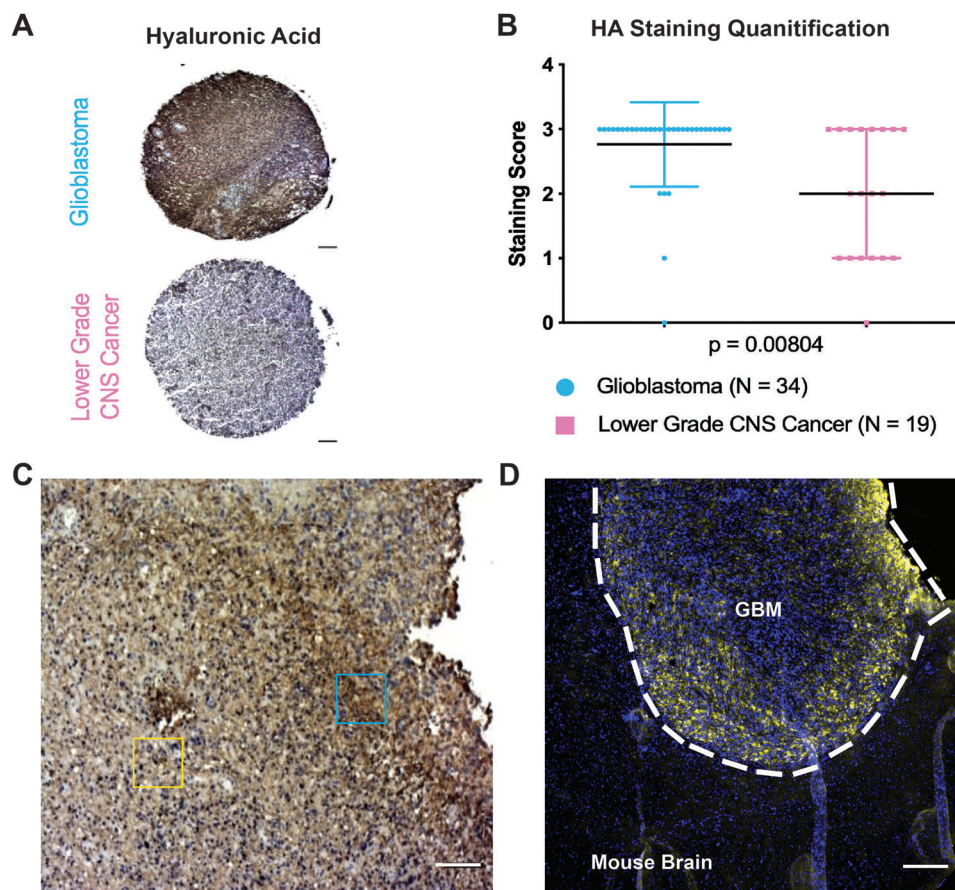 A
Hyaluronic Acid
Glioblastoma
Lower Grade
CNS Cancer
B
HA Staining Quanitification
Staining Score
4
3
2
1
0
p = 0.00804
Glioblastoma (N = 34)
Lower Grade CNS Cancer (N = 19)
C
D
GBM
Mouse Brain